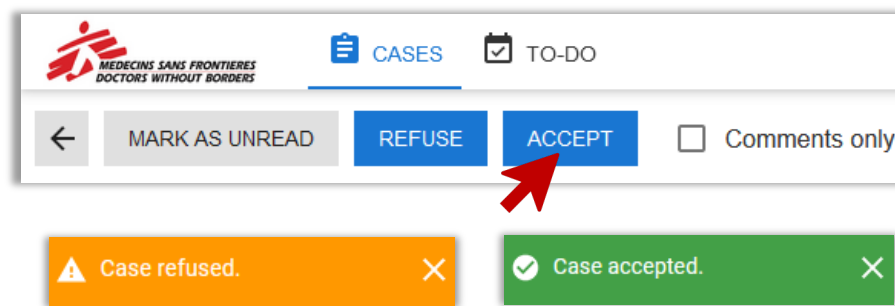 MEDECINS SANS FRONTIERES
DOCTORS WITHOUT BORDERS
CASES
TO-DO
MARK AS UNREAD
REFUSE
ACCEPT
Comments only
Case refused.
Case accepted.